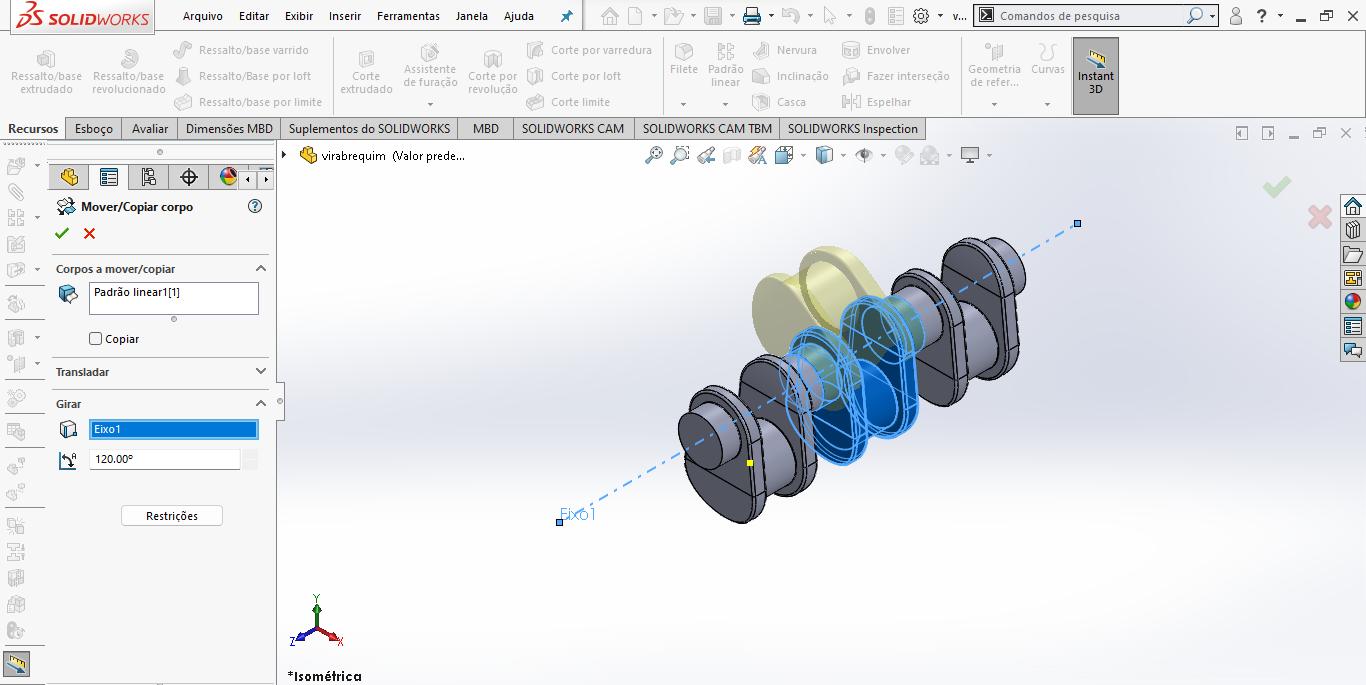 SOLIDWORKS
Arquivo Editar Exibir Inserir Ferramentas Janela Ajuda
v...
Comandos de pesquisa
?
Ressalto/base extrudado
Ressalto/base revolucionado
Ressalto/base varrido
Ressalto/Base por loft
Ressalto/base por limite
Corte extrudado
Assistente de furação
Corte por revolução
Corte por varredura
Corte por loft
Corte limite
Filete
Padrão linear
Nervura
Inclinação
Casca
Envolver
Fazer interseção
Espelhar
Geometria de refer...
Curvas
Instant 3D
Recursos Esboço Avaliar Dimensões MBD Suplementos do SOLIDWORKS MBD SOLIDWORKS CAM SOLIDWORKS CAM TBM SOLIDWORKS Inspection
virabrequim (Valor prede...
Mover/Copiar corpo
?
Corpos a mover/copiar
Padrão linear1[1]
Copiar
Transladar
Girar
Eixo1
120.00º
Restrições
Eixo1
Y
Z
X
*Isométrica